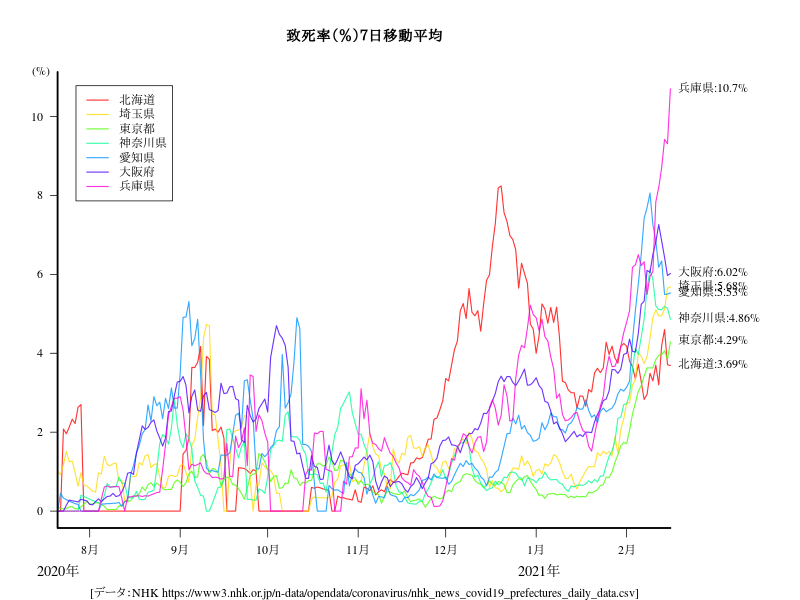 致死率(%)7日移動平均
(%)
10
8
6
4
2
0
北海道
埼玉県
東京都
神奈川県
愛知県
大阪府
兵庫県
兵庫県:10.7%
大阪府:6.02%
埼玉県:5.68%
愛知県:5.53%
神奈川県:4.86%
東京都:4.29%
北海道:3.69%
8月 9月 10月 11月 12月 1月 2月
2020年 2021年
[データ:NHK https://www3.nhk.or.jp/n-data/opendata/coronavirus/nhk_news_covid19_prefectures_daily_data.csv]